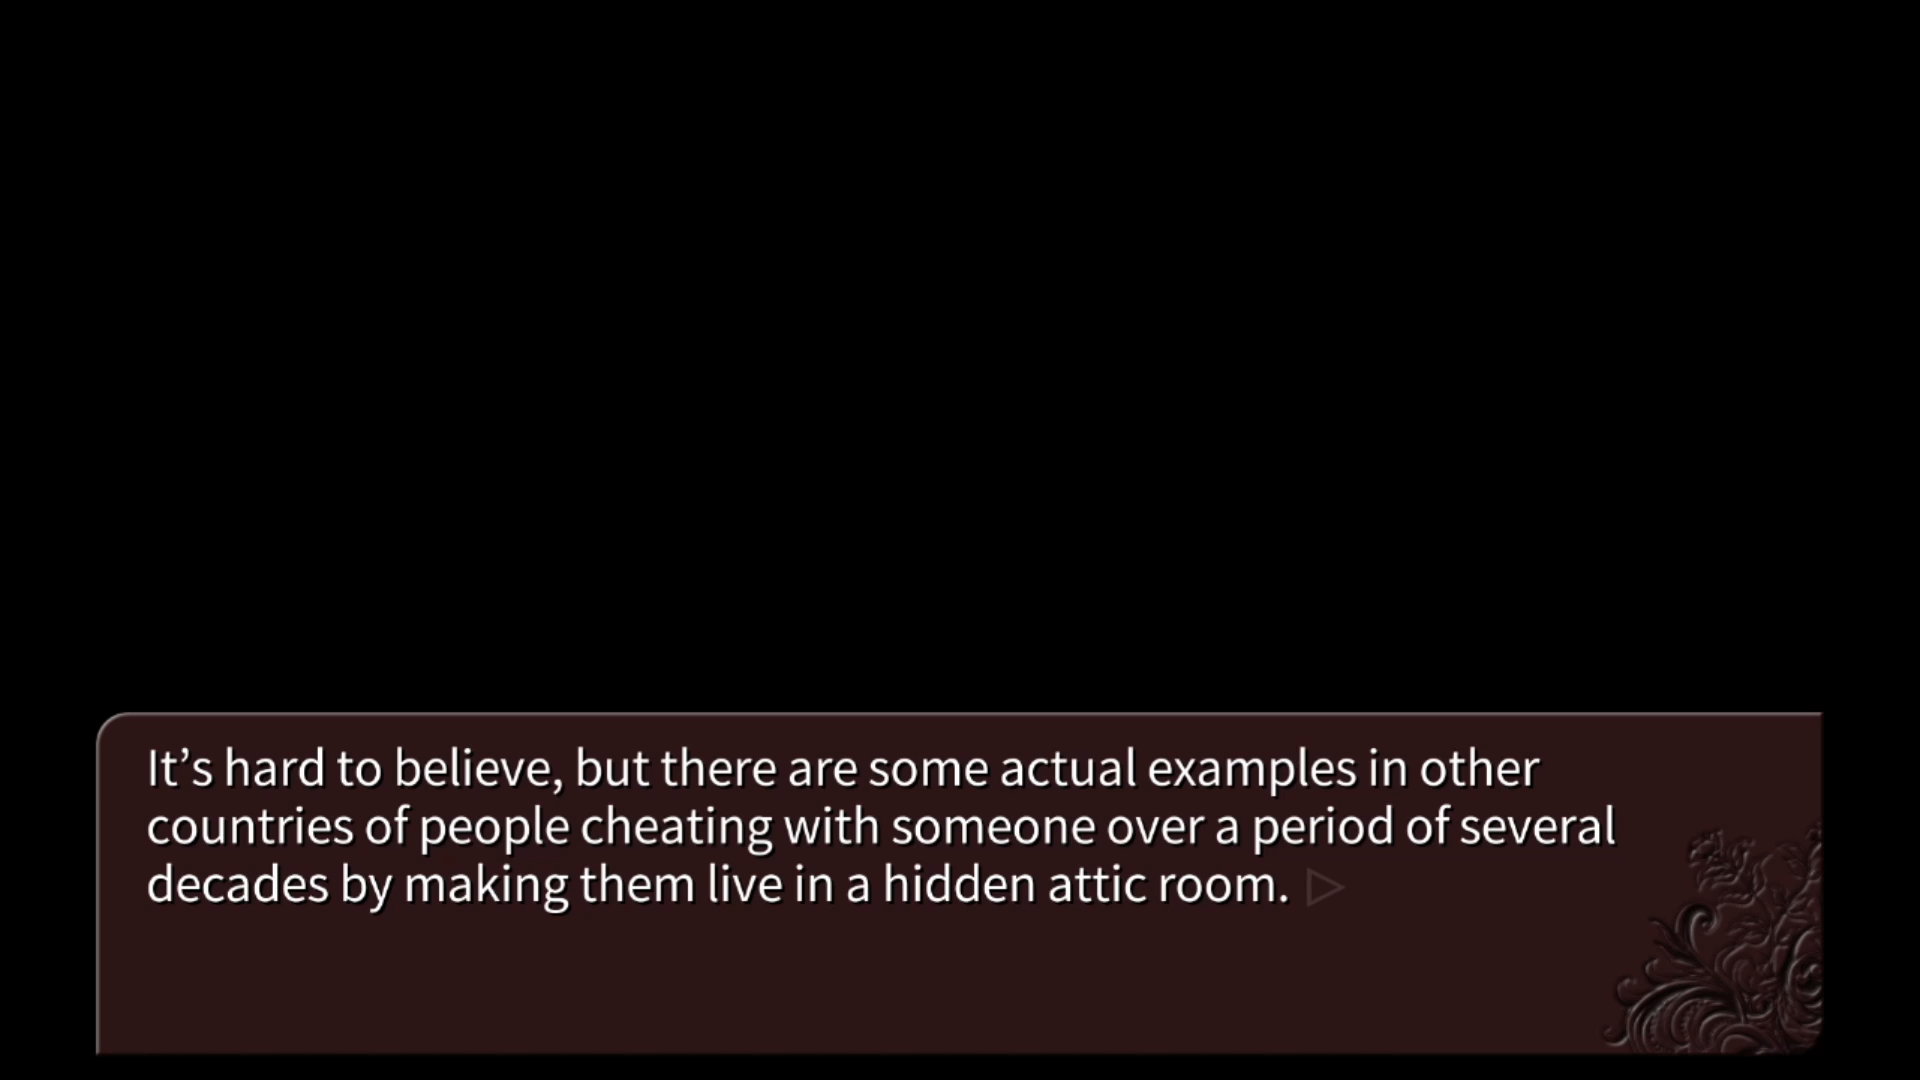 It’s hard to believe, but there are some actual examples in other
countries of people cheating with someone over a period of several
decades by making them live in a hidden attic room.